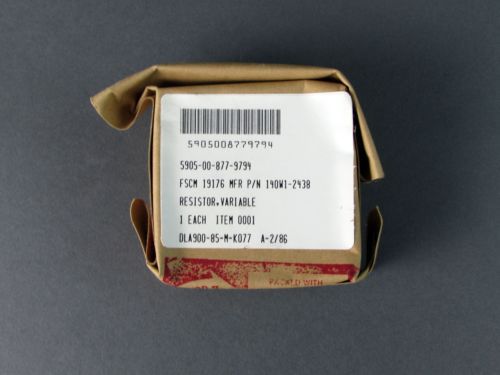 5905008779794
5905-00-877-9794
FSCM 19176 MFR P/N 140W1-2438
RESISTOR,VARIABLE
1 EACH ITEM 0001
DLA900-85-M-K077 A-2/86
PACKED WITH